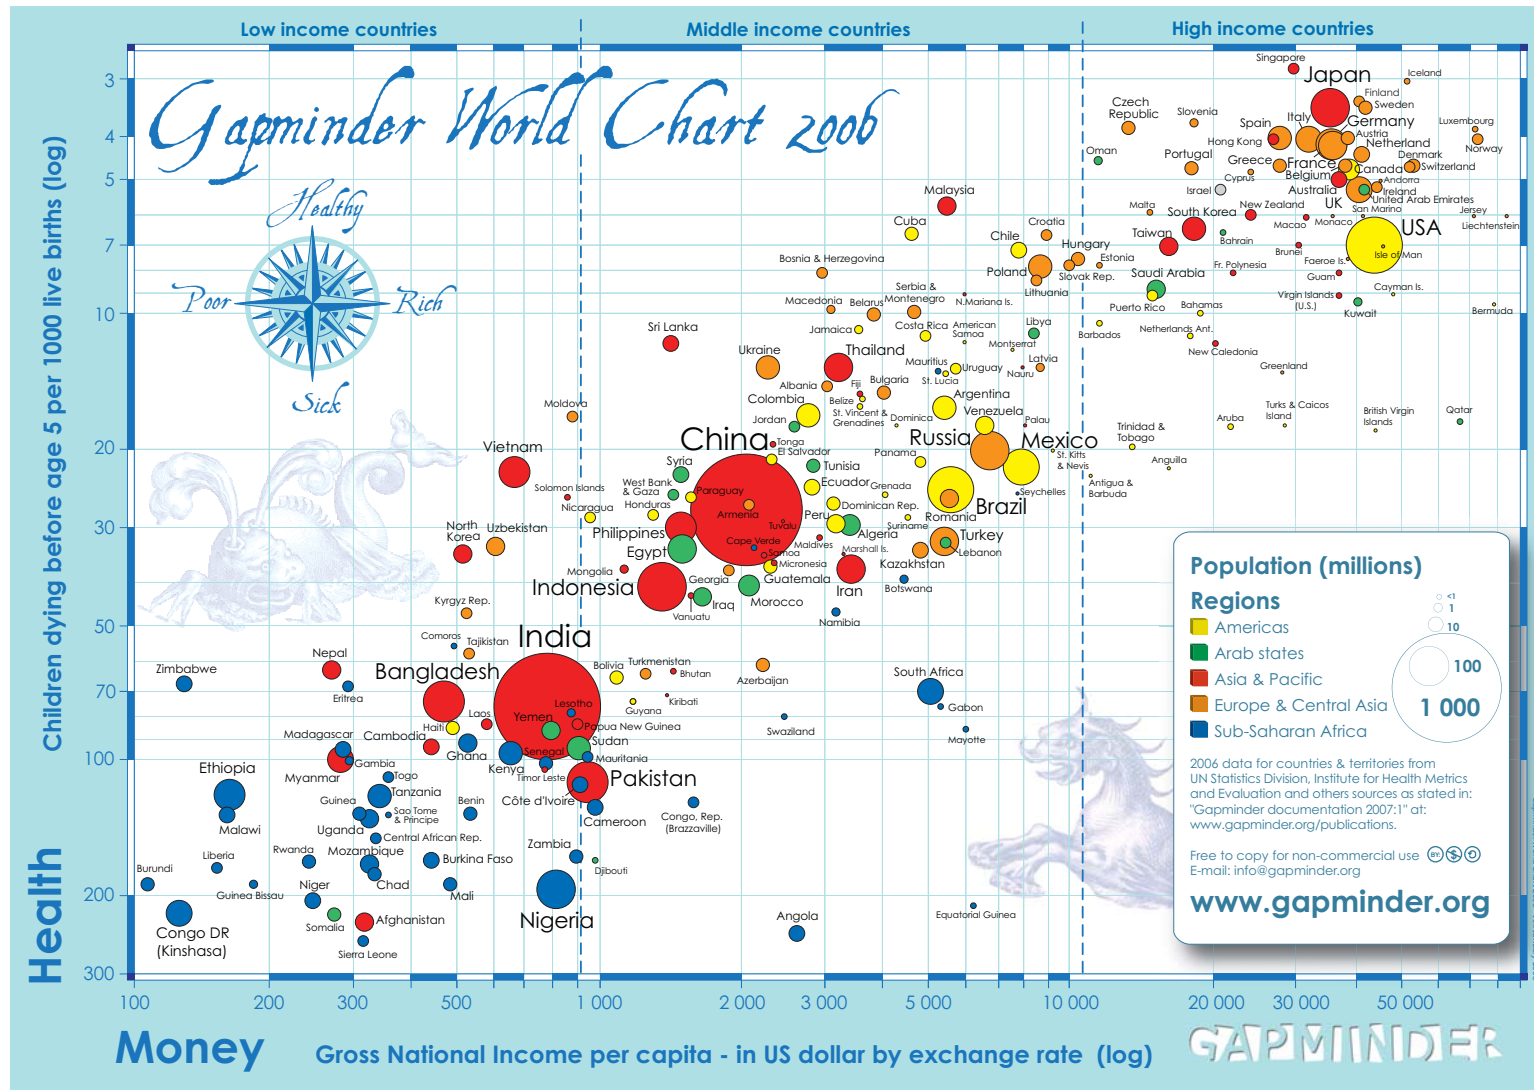 Low income countries
Middle income countries
High income countries
Gapminder World Chart 2006
Healthy
Poor
Rich
Sick
Health
Children dying before age 5 per 1000 live births (log)
3
4
5
7
10
20
30
50
70
100
200
300
Singapore
Japan
Iceland
Finland
Sweden
Czech
Republic
Slovenia
Spain
Italy
Germany
Luxembourg
Hong Kong
Austria
Netherland
Norway
Oman
Portugal
Greece
France
Canada
Denmark
Switzerland
Cyprus
Belgium
Andorra
Israel
Australia
Ireland
United Arab Emirates
Malaysia
Malta
South Korea
New Zealand
UK
San Marino
Jersey
Macao
Monaco
Liechtenstein
Cuba
Croatia
Chile
Hungary
Taiwan
Bahrain
USA
Brunei
Isle of Man
Bosnia & Herzegovina
Estonia
Poland
Slovak Rep.
Saudi Arabia
Fr. Polynesia
Faeroe Is.
Guam
Lithuania
Serbia &
Montenegro
N.Mariana Is.
Macedonia
Belarus
Puerto Rico
Bahamas
Virgin Islands
(U.S.)
Cayman Is.
Kuwait
Bermuda
Sri Lanka
Jamaica
Costa Rica
American
Samoa
Libya
Barbados
Netherlands Ant.
Montserrat
New Caledonia
Ukraine
Thailand
Mauritius
Uruguay
Latvia
Nauru
St. Lucia
Greenland
Albania
Fiji
Bulgaria
Belize
Argentina
Colombia
Moldova
Jordan
St. Vincent &
Grenadines
Dominica
Venezuela
Palau
Aruba
Turks & Caicos
Island
British Virgin
Islands
Qatar
China
Tonga
El Salvador
Russia
Mexico
Trinidad &
Tobago
Vietnam
Panama
St. Kitts
& Nevis
Anguilla
Syria
Tunisia
Solomon Islands
West Bank
& Gaza
Paraguay
Ecuador
Grenada
Seychelles
Antigua &
Barbuda
Nicaragua
Honduras
Armenia
Dominican Rep.
Brazil
Tuvalu
Peru
Suriname
Romania
North
Korea
Uzbekistan
Philippines
Algeria
Turkey
Egypt
Cape Verde
Maldives
Marshall Is.
Lebanon
Samoa
Micronesia
Kazakhstan
Mongolia
Georgia
Guatemala
Indonesia
Iran
Botswana
Vanuatu
Iraq
Morocco
Kyrgyz Rep.
Namibia
India
Comoros
Tajikistan
Zimbabwe
Nepal
Bangladesh
Bolivia
Turkmenistan
Bhutan
Azerbaijan
South Africa
Eritrea
Lesotho
Kiribati
Guyana
Gabon
Laos
Yemen
Haiti
Papua New Guinea
Swaziland
Mayotte
Madagascar
Cambodia
Ghana
Sudan
Senegal
Mauritania
Kenya
Timor Leste
Gambia
Ethiopia
Myanmar
Togo
Pakistan
Tanzania
Côte d'Ivoire
Guinea
Sao Tome
& Principe
Benin
Malawi
Cameroon
Congo, Rep.
(Brazzaville)
Uganda
Central African Rep.
Zambia
Rwanda
Mozambique
Burkina Faso
Liberia
Djibouti
Burundi
Guinea Bissau
Niger
Chad
Mali
Somalia
Afghanistan
Nigeria
Angola
Equatorial Guinea
Congo DR
(Kinshasa)
Sierra Leone
Population (millions)
Regions
<1
1
10
100
1 000
Americas
Arab states
Asia & Pacific
Europe & Central Asia
Sub-Saharan Africa
2006 data for countries & territories from
UN Statistics Division, Institute for Health Metrics
and Evaluation and others sources as stated in:
"Gapminder documentation 2007:1" at:
www.gapminder.org/publications.
Free to copy for non-commercial use BY: $
E-mail: info@gapminder.org
www.gapminder.org
100
200
300
500
1 000
2 000
3 000
5 000
10 000
20 000
30 000
50 000
Money
Gross National Income per capita - in US dollar by exchange rate (log)
GAPMINDER